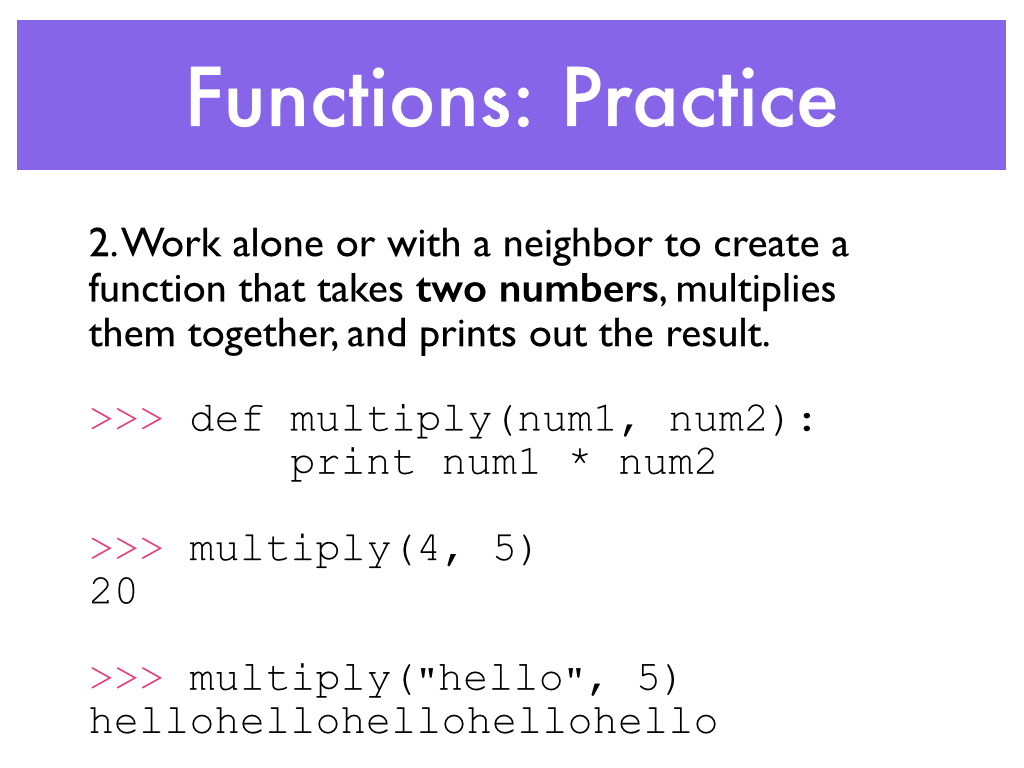 Functions: Practice
2. Work alone or with a neighbor to create a
function that takes two numbers, multiplies
them together, and prints out the result.
>>> def multiply(num1, num2):
        print num1 * num2
>>> multiply(4, 5)
20
>>> multiply("hello", 5)
hellohellohellohellohello